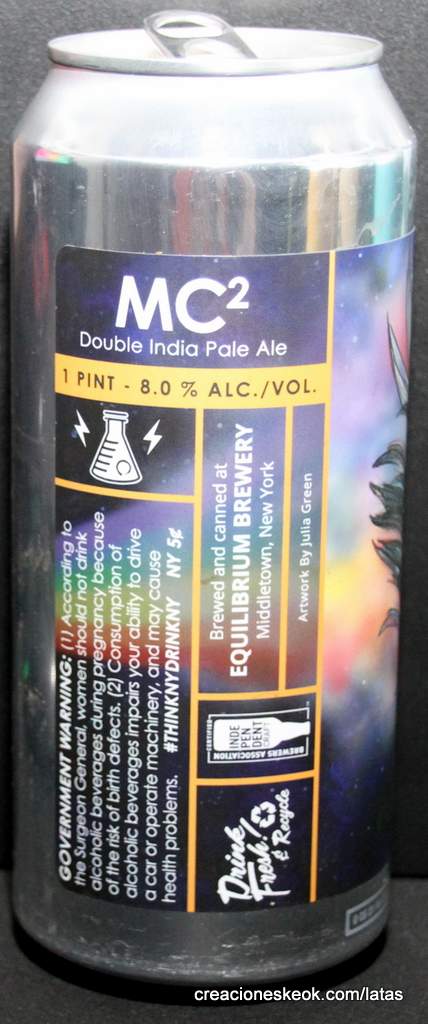 MC²
Double India Pale Ale
1 PINT - 8.0 % ALC./VOL.
GOVERNMENT WARNING: (1) According to
the Surgeon General, women should not drink
alcoholic beverages during pregnancy because
of the risk of birth defects. (2) Consumption of
alcoholic beverages impairs your ability to drive
a car or operate machinery, and may cause
health problems. #THINKNYDRINKNY NY 5¢
Brewed and canned at
EQUILIBRIUM BREWERY
Middletown, New York
Artwork By Julia Green
CERTIFIED
INDE
PEN
DENT
CRAFT
BREWERS ASSOCIATION
Drink
Fresh!
& Recycle
creacioneskeok.com/latas